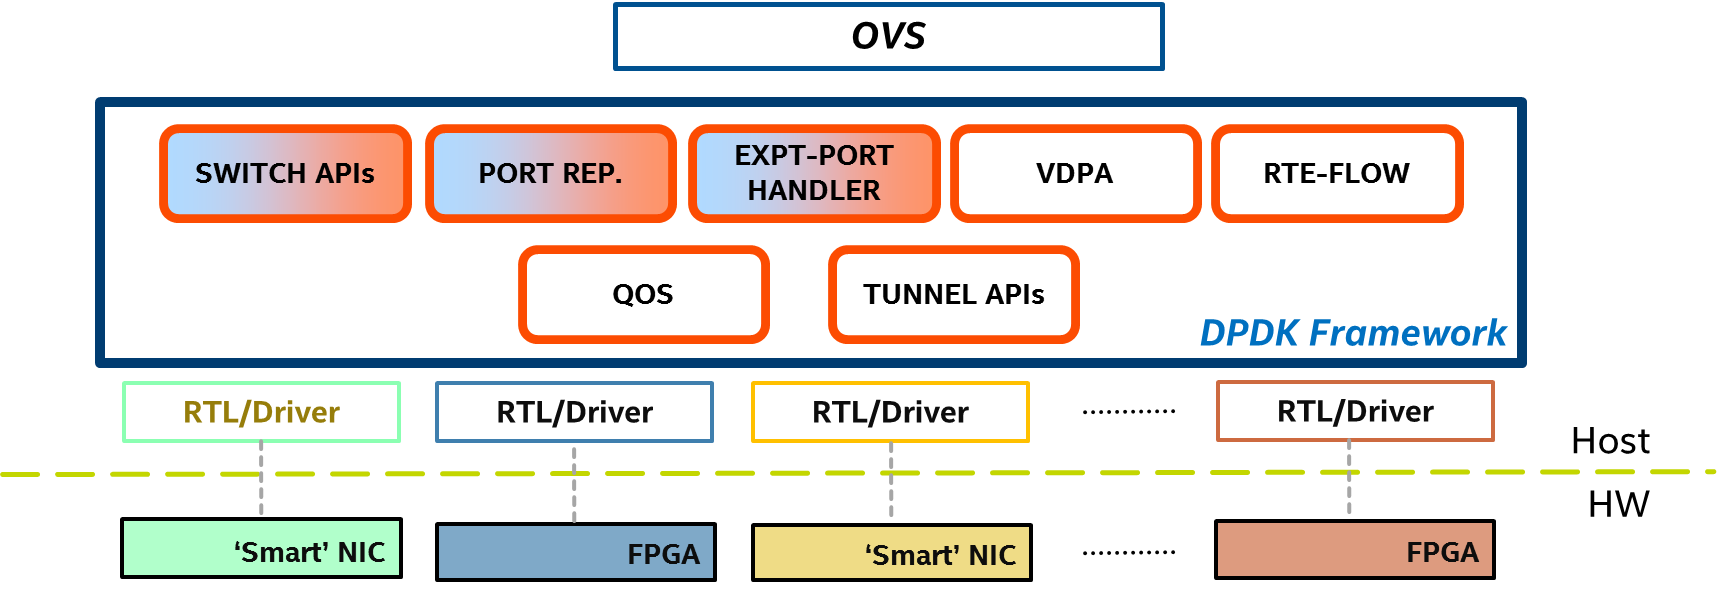 OVS
SWITCH APIs
PORT REP.
EXPT-PORT
HANDLER
VDPA
RTE-FLOW
QOS
TUNNEL APIs
DPDK Framework
RTL/Driver
RTL/Driver
RTL/Driver
RTL/Driver
Host
HW
‘Smart’ NIC
FPGA
‘Smart’ NIC
FPGA